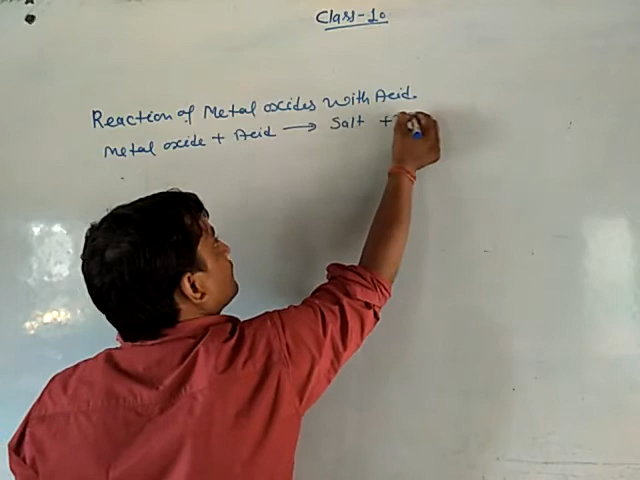 Class-10
Reaction of Metal oxides with Acid.
Metal oxide + Acid → Salt +